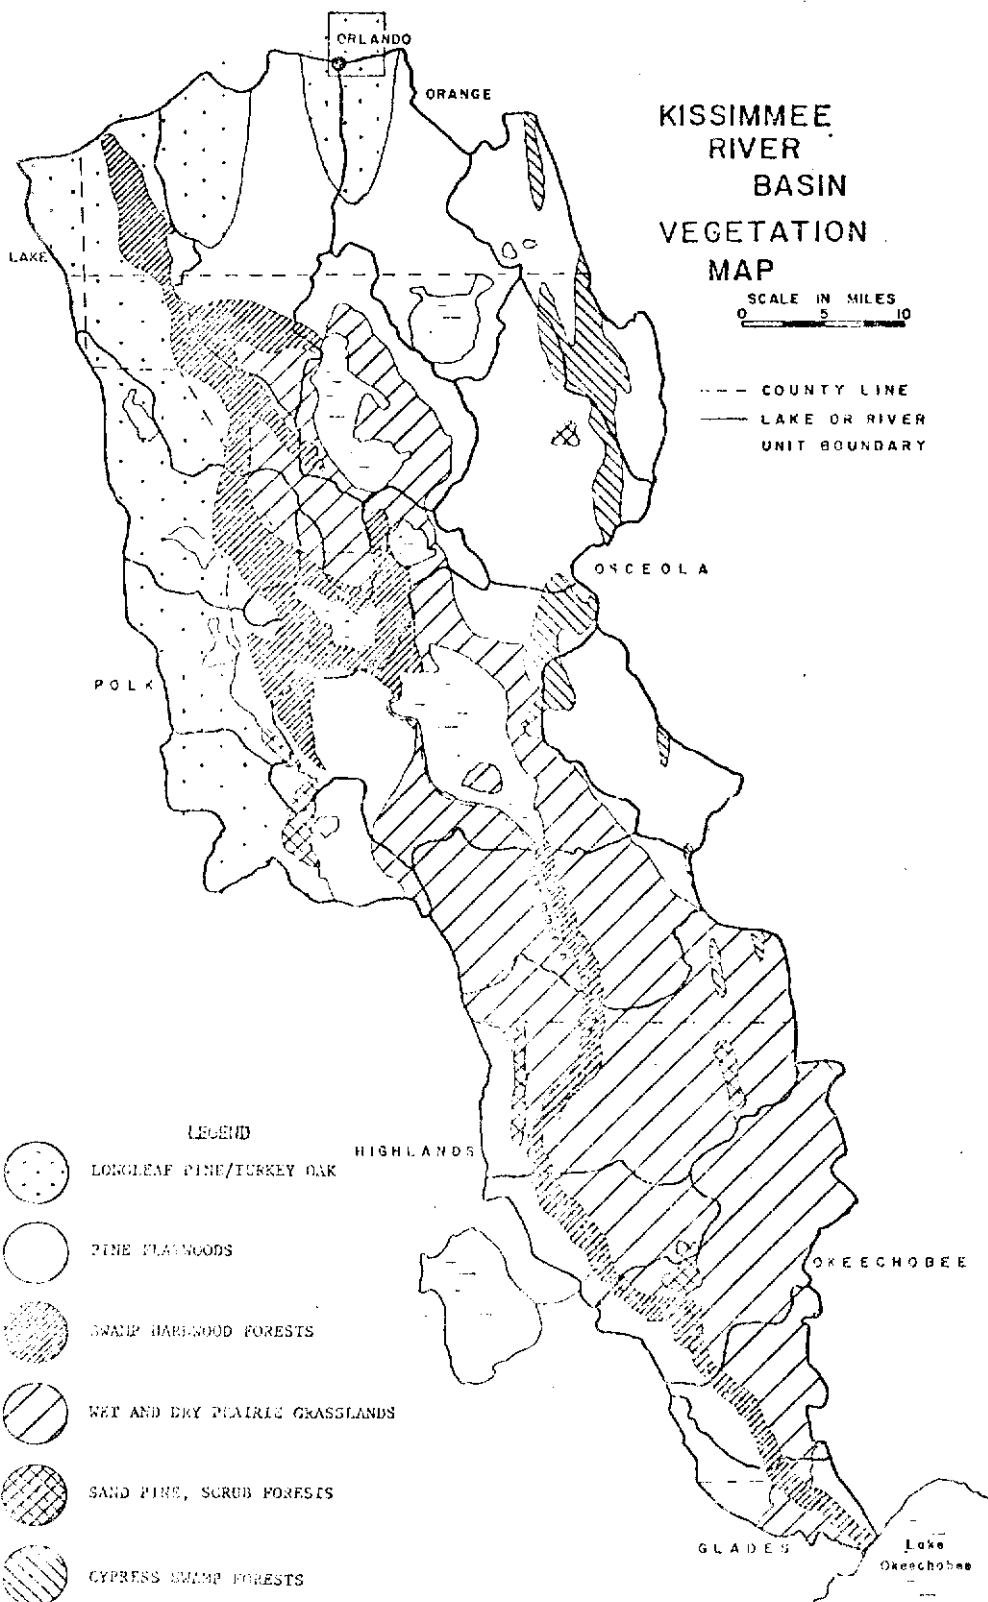 ORLANDO
ORANGE
KISSIMMEE
RIVER
BASIN
VEGETATION
MAP
SCALE IN MILES
0 5 10
--- COUNTY LINE
LAKE OR RIVER
UNIT BOUNDARY
LAKE
OSCEOLA
POLK
LEGEND
HIGHLANDS
LONGLEAF PINE/TURKEY OAK
PINE FLATWOODS
OKEECHOBEE
SWAMP HARDWOOD FORESTS
WET AND DRY PRAIRIE GRASSLANDS
SAND PINE, SCRUB FORESTS
GLADES
Lake
Okeechobee
CYPRESS SWAMP FORESTS